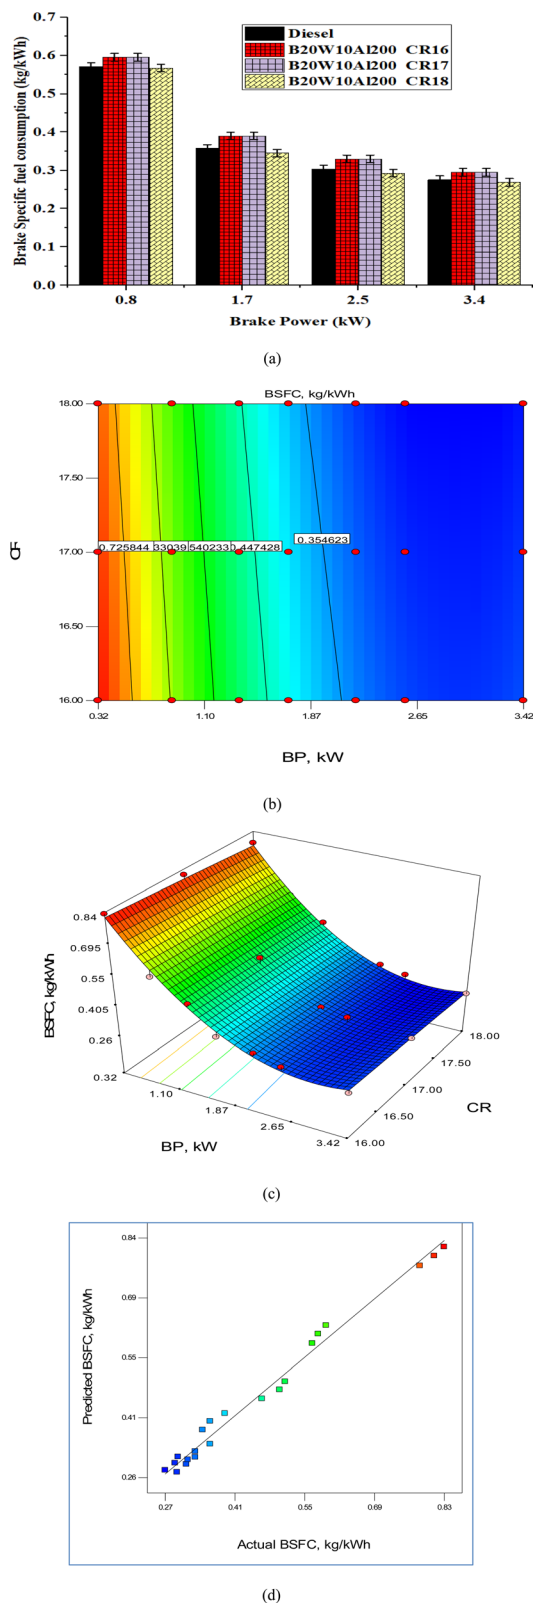 0.7
0.6
0.5
0.4
0.3
0.2
0.1
0.0
Brake Specific fuel consumption (kg/kWh)
Diesel
B20W10Al200 CR16
B20W10Al200 CR17
B20W10Al200 CR18
0.8 1.7 2.5 3.4
Brake Power (kW)
(a)
BSFC, kg/kWh
18.00
17.50
17.00
16.50
16.00
0.725844 33039 540233 0.447428 0.354623
0.32 1.10 1.87 2.65 3.42
BP, kW
(b)
0.84
0.695
0.55
0.405
0.26
BSFC, kg/kWh
0.32
1.10
1.87
2.65
3.42
BP, kW
18.00
17.50
17.00
16.50
16.00
CR
(c)
0.84
0.69
0.55
0.41
0.26
Predicted BSFC, kg/kWh
0.27 0.41 0.55 0.69 0.83
Actual BSFC, kg/kWh
(d)